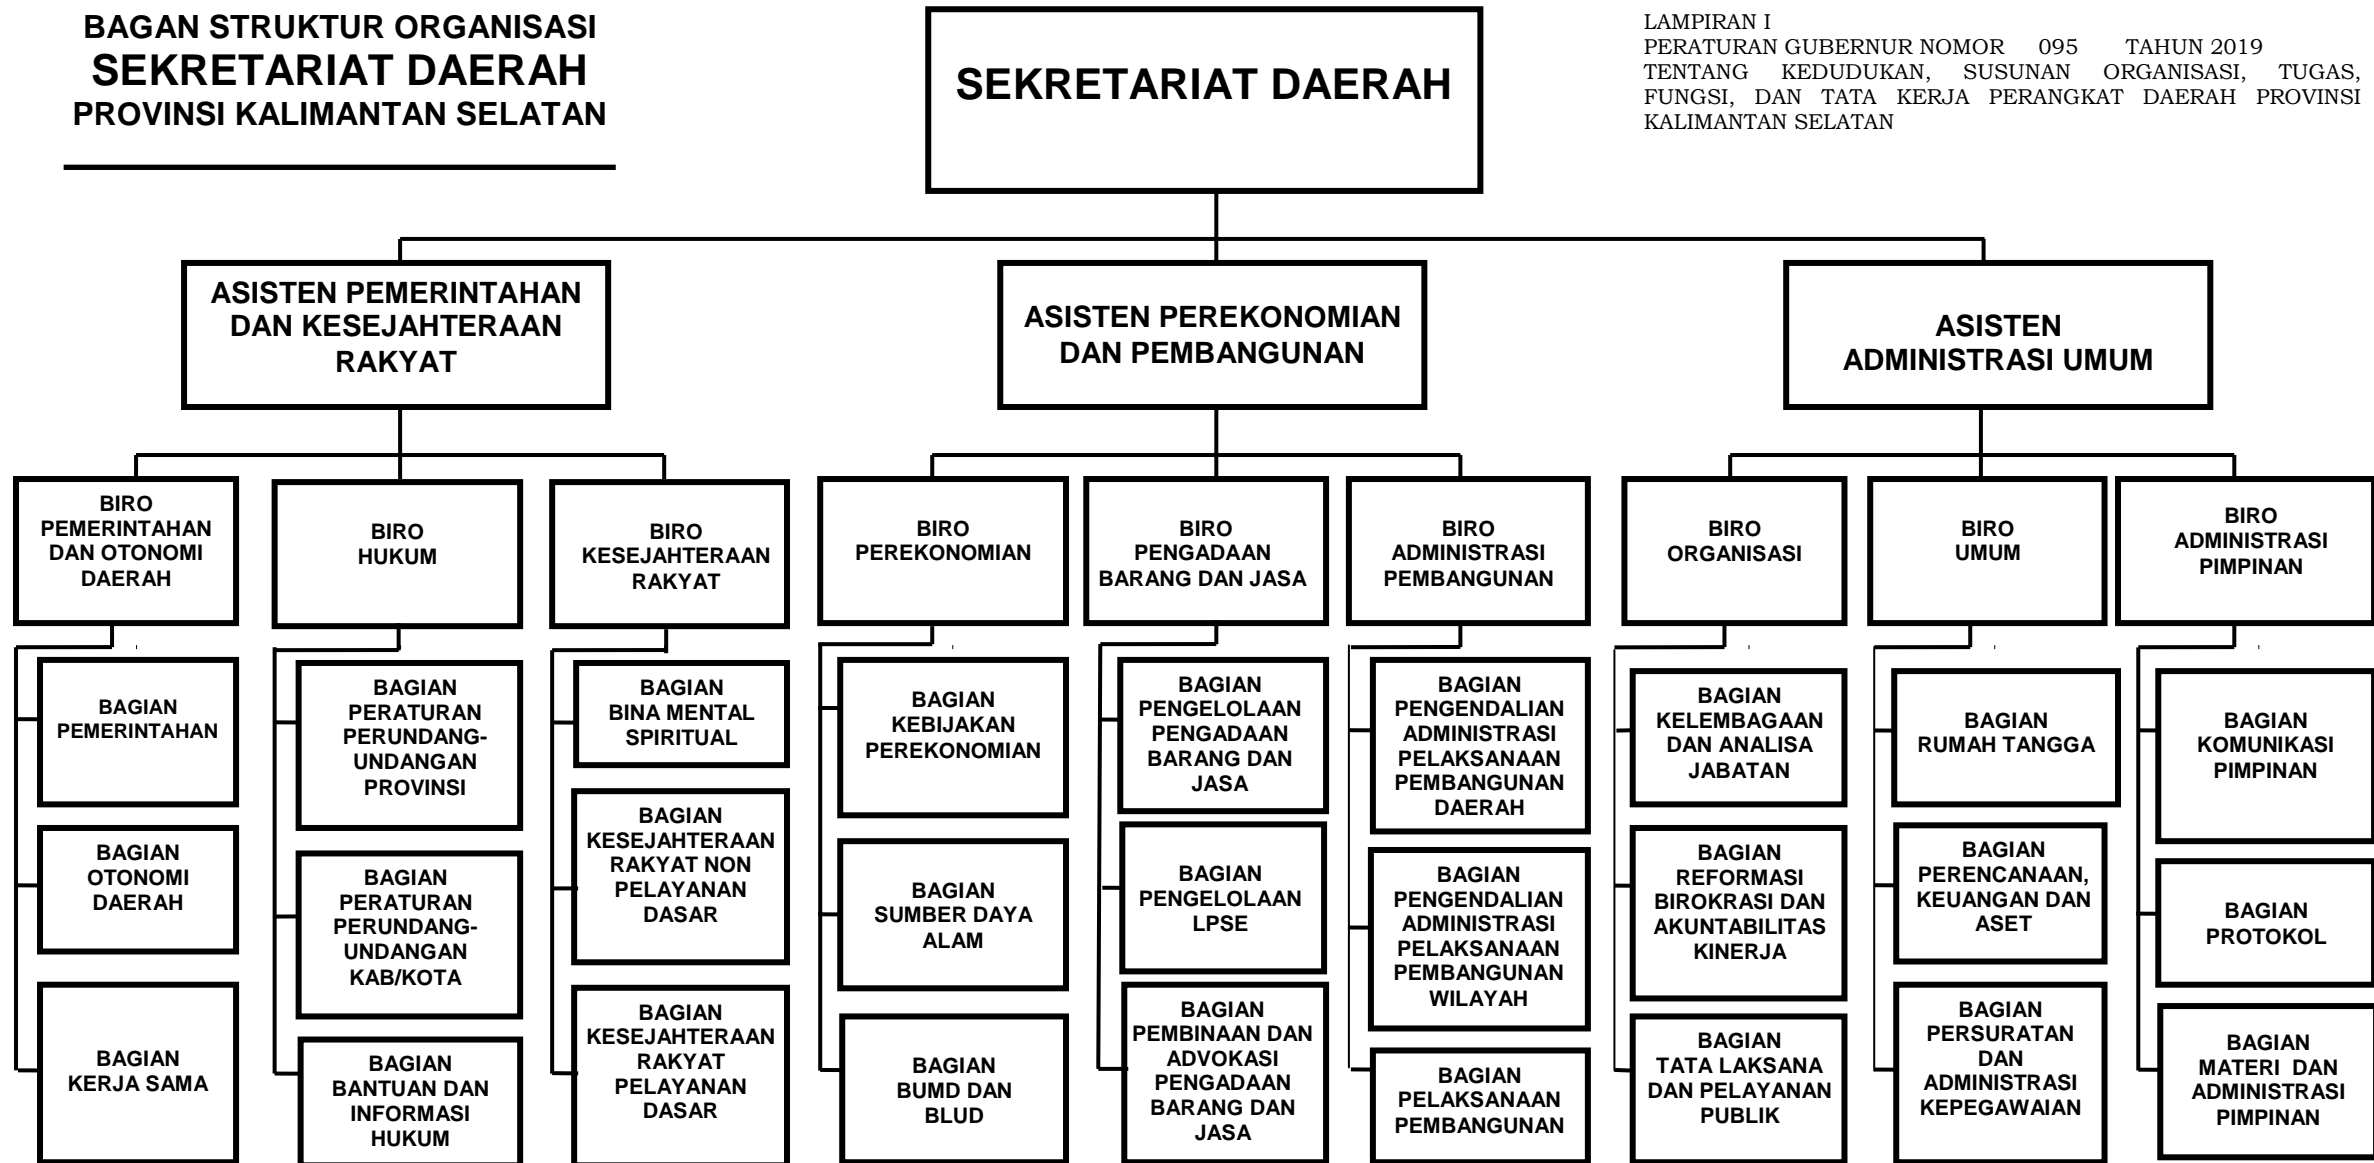 BAGAN STRUKTUR ORGANISASI
SEKRETARIAT DAERAH
PROVINSI KALIMANTAN SELATAN
SEKRETARIAT DAERAH
LAMPIRAN I
PERATURAN GUBERNUR NOMOR 095 TAHUN 2019
TENTANG KEDUDUKAN, SUSUNAN ORGANISASI, TUGAS,
FUNGSI, DAN TATA KERJA PERANGKAT DAERAH PROVINSI
KALIMANTAN SELATAN
ASISTEN PEMERINTAHAN
DAN KESEJAHTERAAN
RAKYAT
ASISTEN PEREKONOMIAN
DAN PEMBANGUNAN
ASISTEN
ADMINISTRASI UMUM
BIRO
PEMERINTAHAN
DAN OTONOMI
DAERAH
BIRO
HUKUM
BIRO
KESEJAHTERAAN
RAKYAT
BIRO
PEREKONOMIAN
BIRO
PENGADAAN
BARANG DAN JASA
BIRO
ADMINISTRASI
PEMBANGUNAN
BIRO
ORGANISASI
BIRO
UMUM
BIRO
ADMINISTRASI
PIMPINAN
BAGIAN
PEMERINTAHAN
BAGIAN
OTONOMI
DAERAH
BAGIAN
KERJA SAMA
BAGIAN
PERATURAN
PERUNDANG-
UNDANGAN
PROVINSI
BAGIAN
PERATURAN
PERUNDANG-
UNDANGAN
KAB/KOTA
BAGIAN
BANTUAN DAN
INFORMASI
HUKUM
BAGIAN
BINA MENTAL
SPIRITUAL
BAGIAN
KESEJAHTERAAN
RAKYAT NON
PELAYANAN
DASAR
BAGIAN
KESEJAHTERAAN
RAKYAT
PELAYANAN
DASAR
BAGIAN
KEBIJAKAN
PEREKONOMIAN
BAGIAN
SUMBER DAYA
ALAM
BAGIAN
BUMD DAN
BLUD
BAGIAN
PENGELOLAAN
PENGADAAN
BARANG DAN
JASA
BAGIAN
PENGELOLAAN
LPSE
BAGIAN
PEMBINAAN DAN
ADVOKASI
PENGADAAN
BARANG DAN
JASA
BAGIAN
PENGENDALIAN
ADMINISTRASI
PELAKSANAAN
PEMBANGUNAN
DAERAH
BAGIAN
PENGENDALIAN
ADMINISTRASI
PELAKSANAAN
PEMBANGUNAN
WILAYAH
BAGIAN
PELAKSANAAN
PEMBANGUNAN
BAGIAN
KELEMBAGAAN
DAN ANALISA
JABATAN
BAGIAN
REFORMASI
BIROKRASI DAN
AKUNTABILITAS
KINERJA
BAGIAN
TATA LAKSANA
DAN PELAYANAN
PUBLIK
BAGIAN
RUMAH TANGGA
BAGIAN
PERENCANAAN,
KEUANGAN DAN
ASET
BAGIAN
PERSURATAN
DAN
ADMINISTRASI
KEPEGAWAIAN
BAGIAN
KOMUNIKASI
PIMPINAN
BAGIAN
PROTOKOL
BAGIAN
MATERI DAN
ADMINISTRASI
PIMPINAN